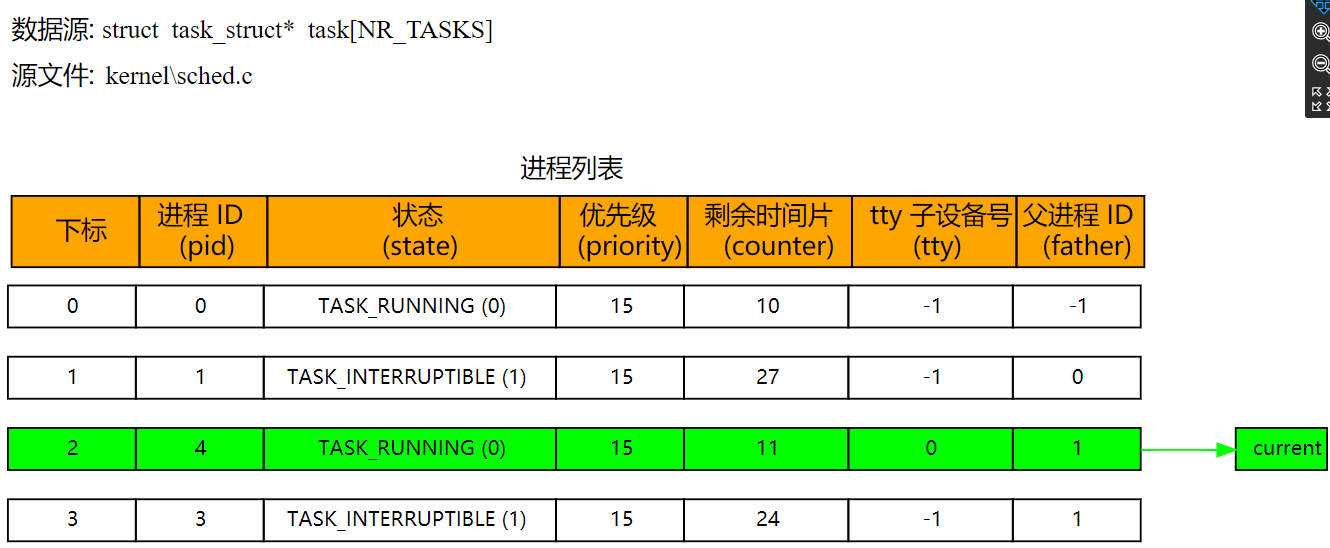 数据源: struct task_struct* task[NR_TASKS]
源文件: kernel\sched.c
进程列表
下标 进程 ID (pid) 状态 (state) 优先级 (priority) 剩余时间片 (counter) tty 子设备号 (tty) 父进程 ID (father)
0 0 TASK_RUNNING (0) 15 10 -1 -1
1 1 TASK_INTERRUPTIBLE (1) 15 27 -1 0
2 4 TASK_RUNNING (0) 15 11 0 1 current
3 3 TASK_INTERRUPTIBLE (1) 15 24 -1 1